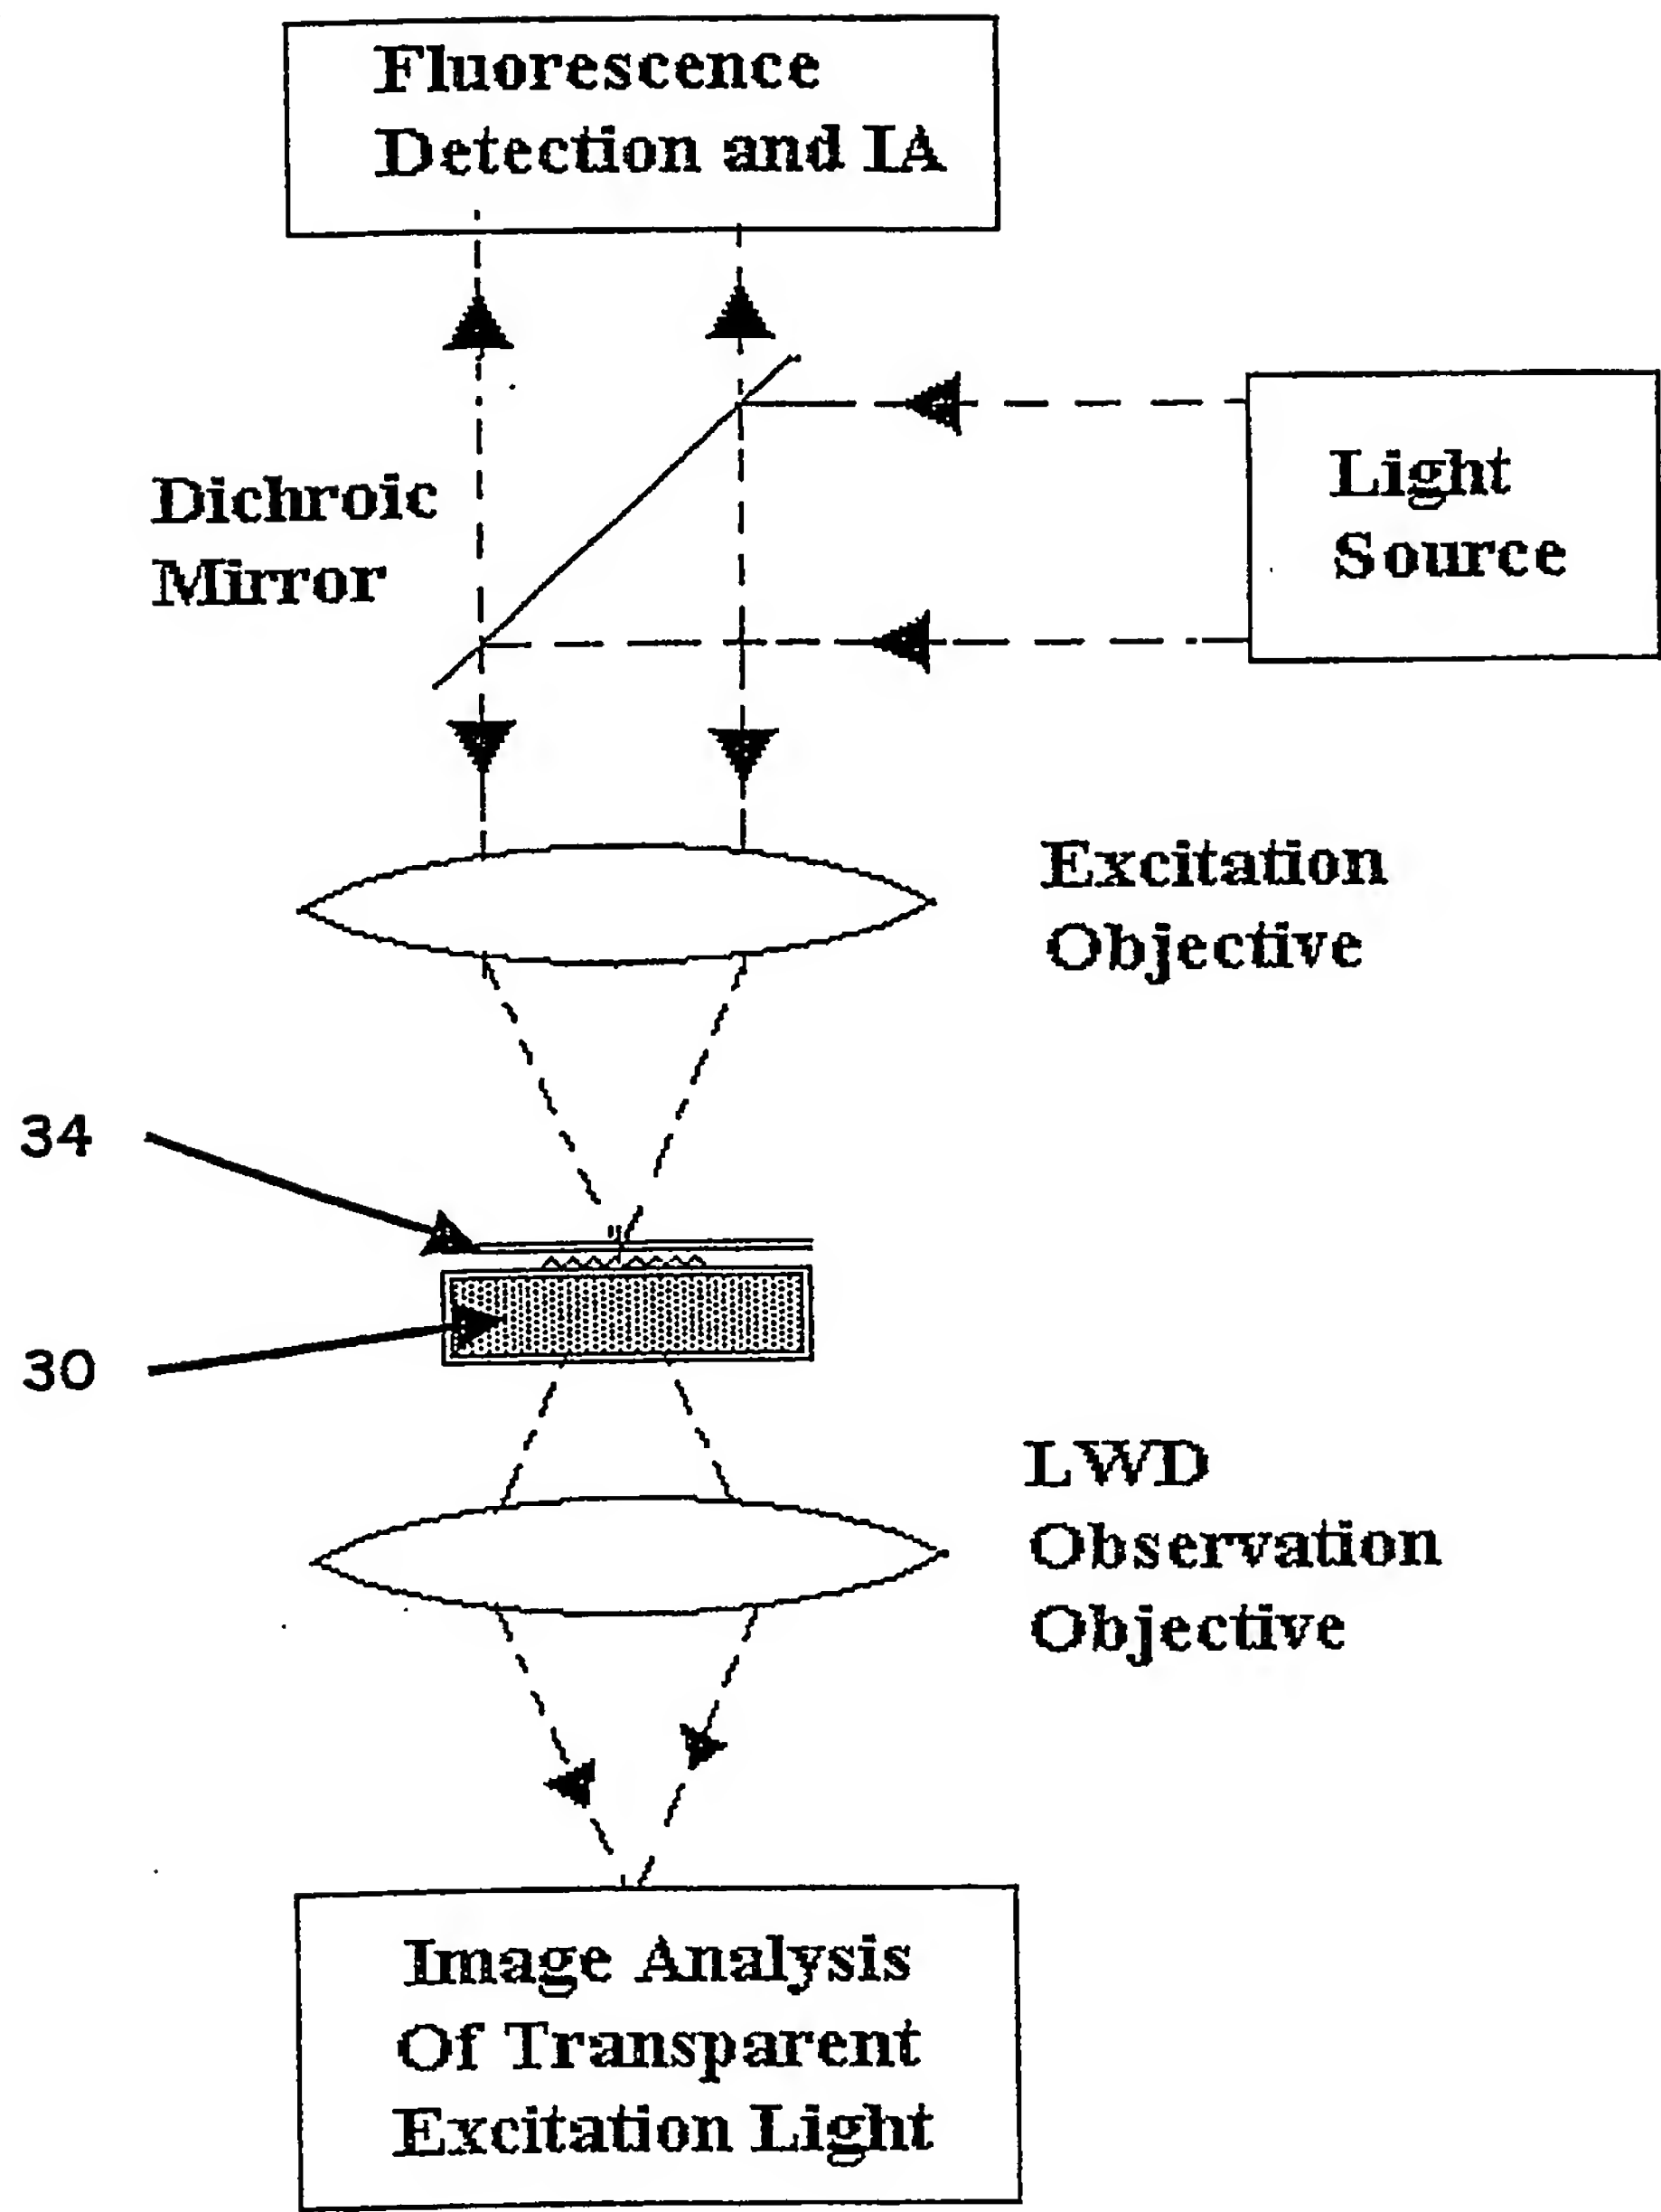 Fluorescence
Detection and IA
Dichroic
Mirror
Light
Source
Excitation
Objective
34
30
LWD
Observation
Objective
Image Analysis
Of Transparent
Excitation Light